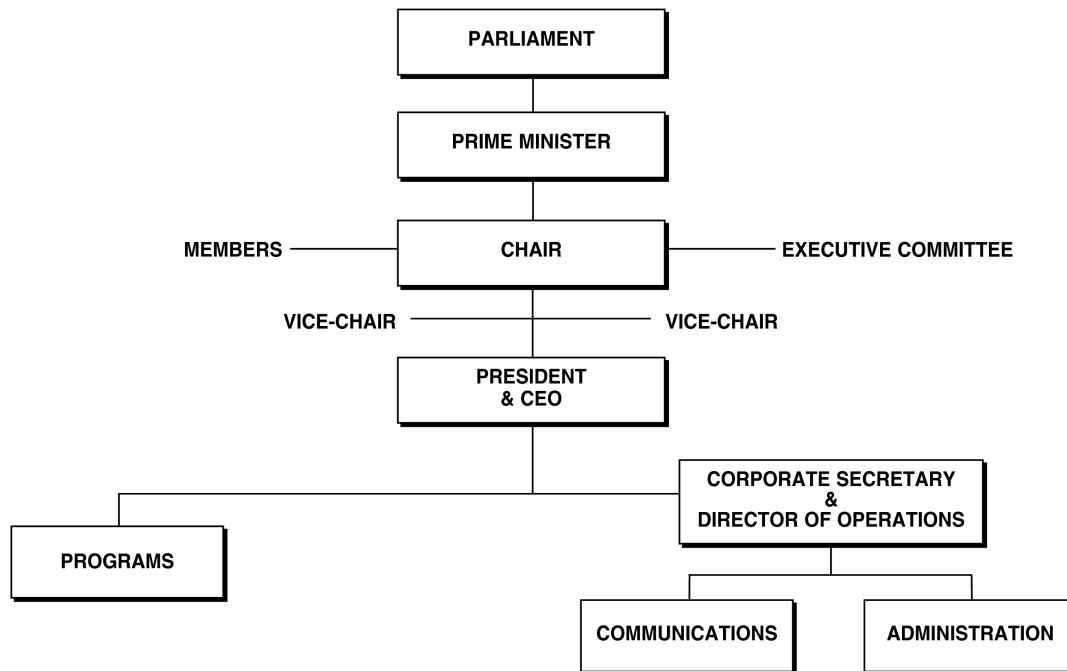 PARLIAMENT
PRIME MINISTER
MEMBERS
CHAIR
EXECUTIVE COMMITTEE
VICE-CHAIR
VICE-CHAIR
PRESIDENT
& CEO
CORPORATE SECRETARY
&
DIRECTOR OF OPERATIONS
PROGRAMS
COMMUNICATIONS
ADMINISTRATION